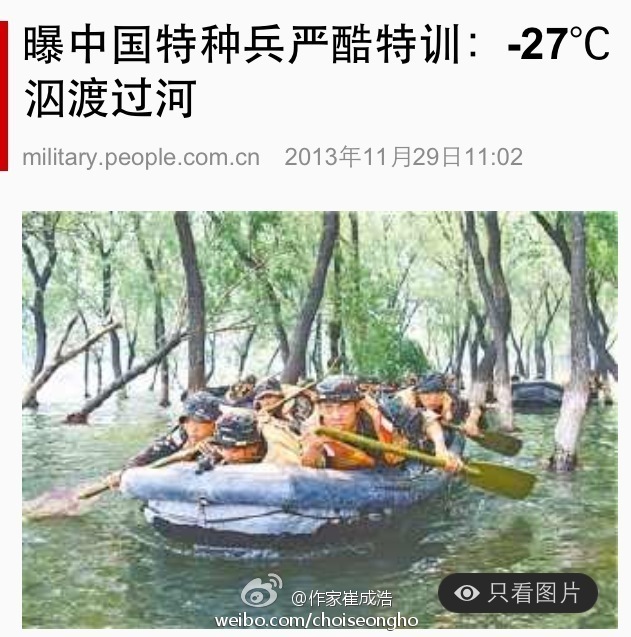 曝中国特种兵严酷特训：-27℃
泅渡过河
military.people.com.cn 2013年11月29日11:02
@作家崔成浩
weibo.com/choiseongho
只看图片